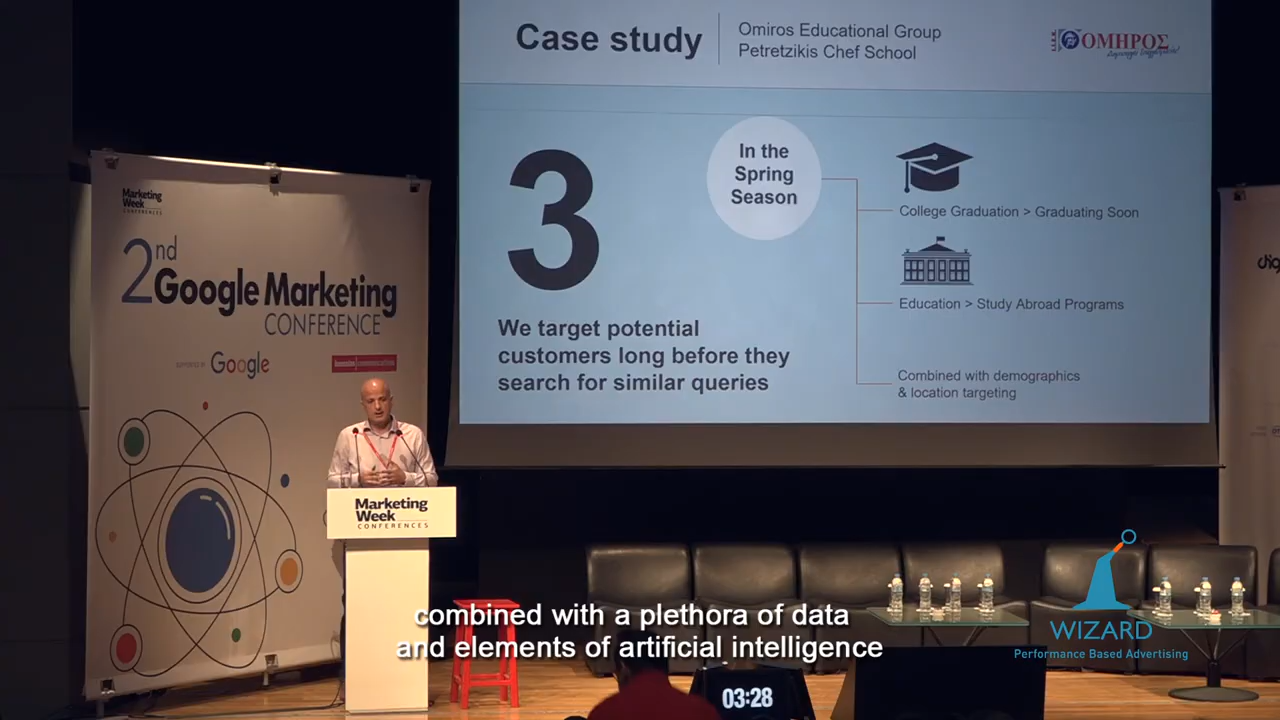 Case study
Omiros Educational Group
Petretzikis Chef School
ΟΜΗΡΟΣ
3
In the
Spring
Season
College Graduation > Graduating Soon
Education > Study Abroad Programs
Combined with demographics
& location targeting
We target potential
customers long before they
search for similar queries
Marketing
Week
CONFERENCES
2nd
Google Marketing
CONFERENCE
SUPPORTED BY
Google
Marketing
Week
CONFERENCES
combined with a plethora of data
and elements of artificial intelligence
WIZARD
Performance Based Advertising
03:28